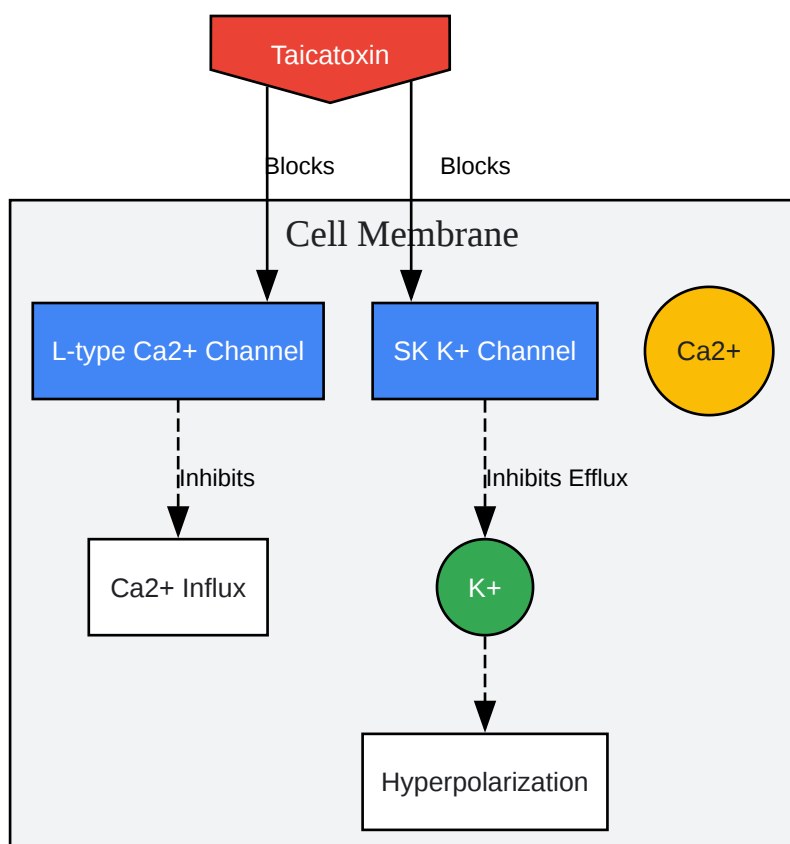 Taicatoxin
Blocks
Blocks
Cell Membrane
L-type Ca2+ Channel
SK K+ Channel
Ca2+
Inhibits
Inhibits Efflux
Ca2+ Influx
K+
Hyperpolarization